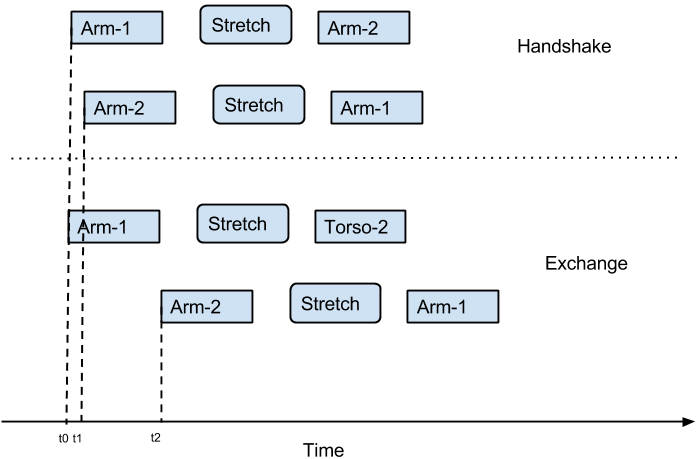 Arm-1 Stretch Arm-2
Handshake
Arm-2 Stretch Arm-1
Arm-1 Stretch Torso-2
Exchange
Arm-2 Stretch Arm-1
t0 t1 t2
Time